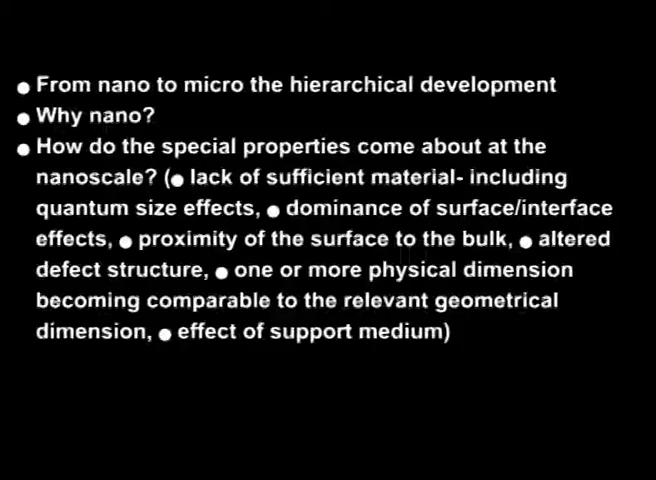 ● From nano to micro the hierarchical development
● Why nano?
● How do the special properties come about at the
nanoscale? (● lack of sufficient material- including
quantum size effects, ● dominance of surface/interface
effects, ● proximity of the surface to the bulk, ● altered
defect structure, ● one or more physical dimension
becoming comparable to the relevant geometrical
dimension, ● effect of support medium)